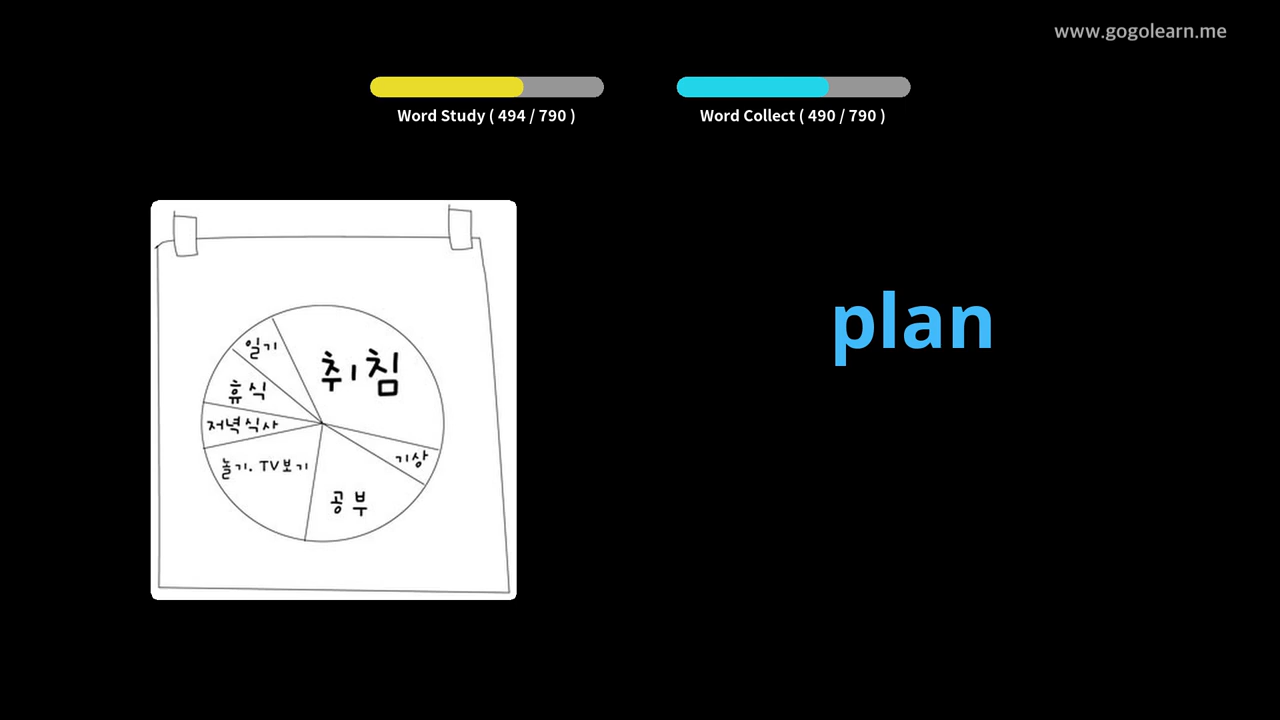 www.gogolearn.me
Word Study ( 494 / 790 )
Word Collect ( 490 / 790 )
plan
일기
취침
휴식
저녁식사
기상
놀기. TV보기
공부